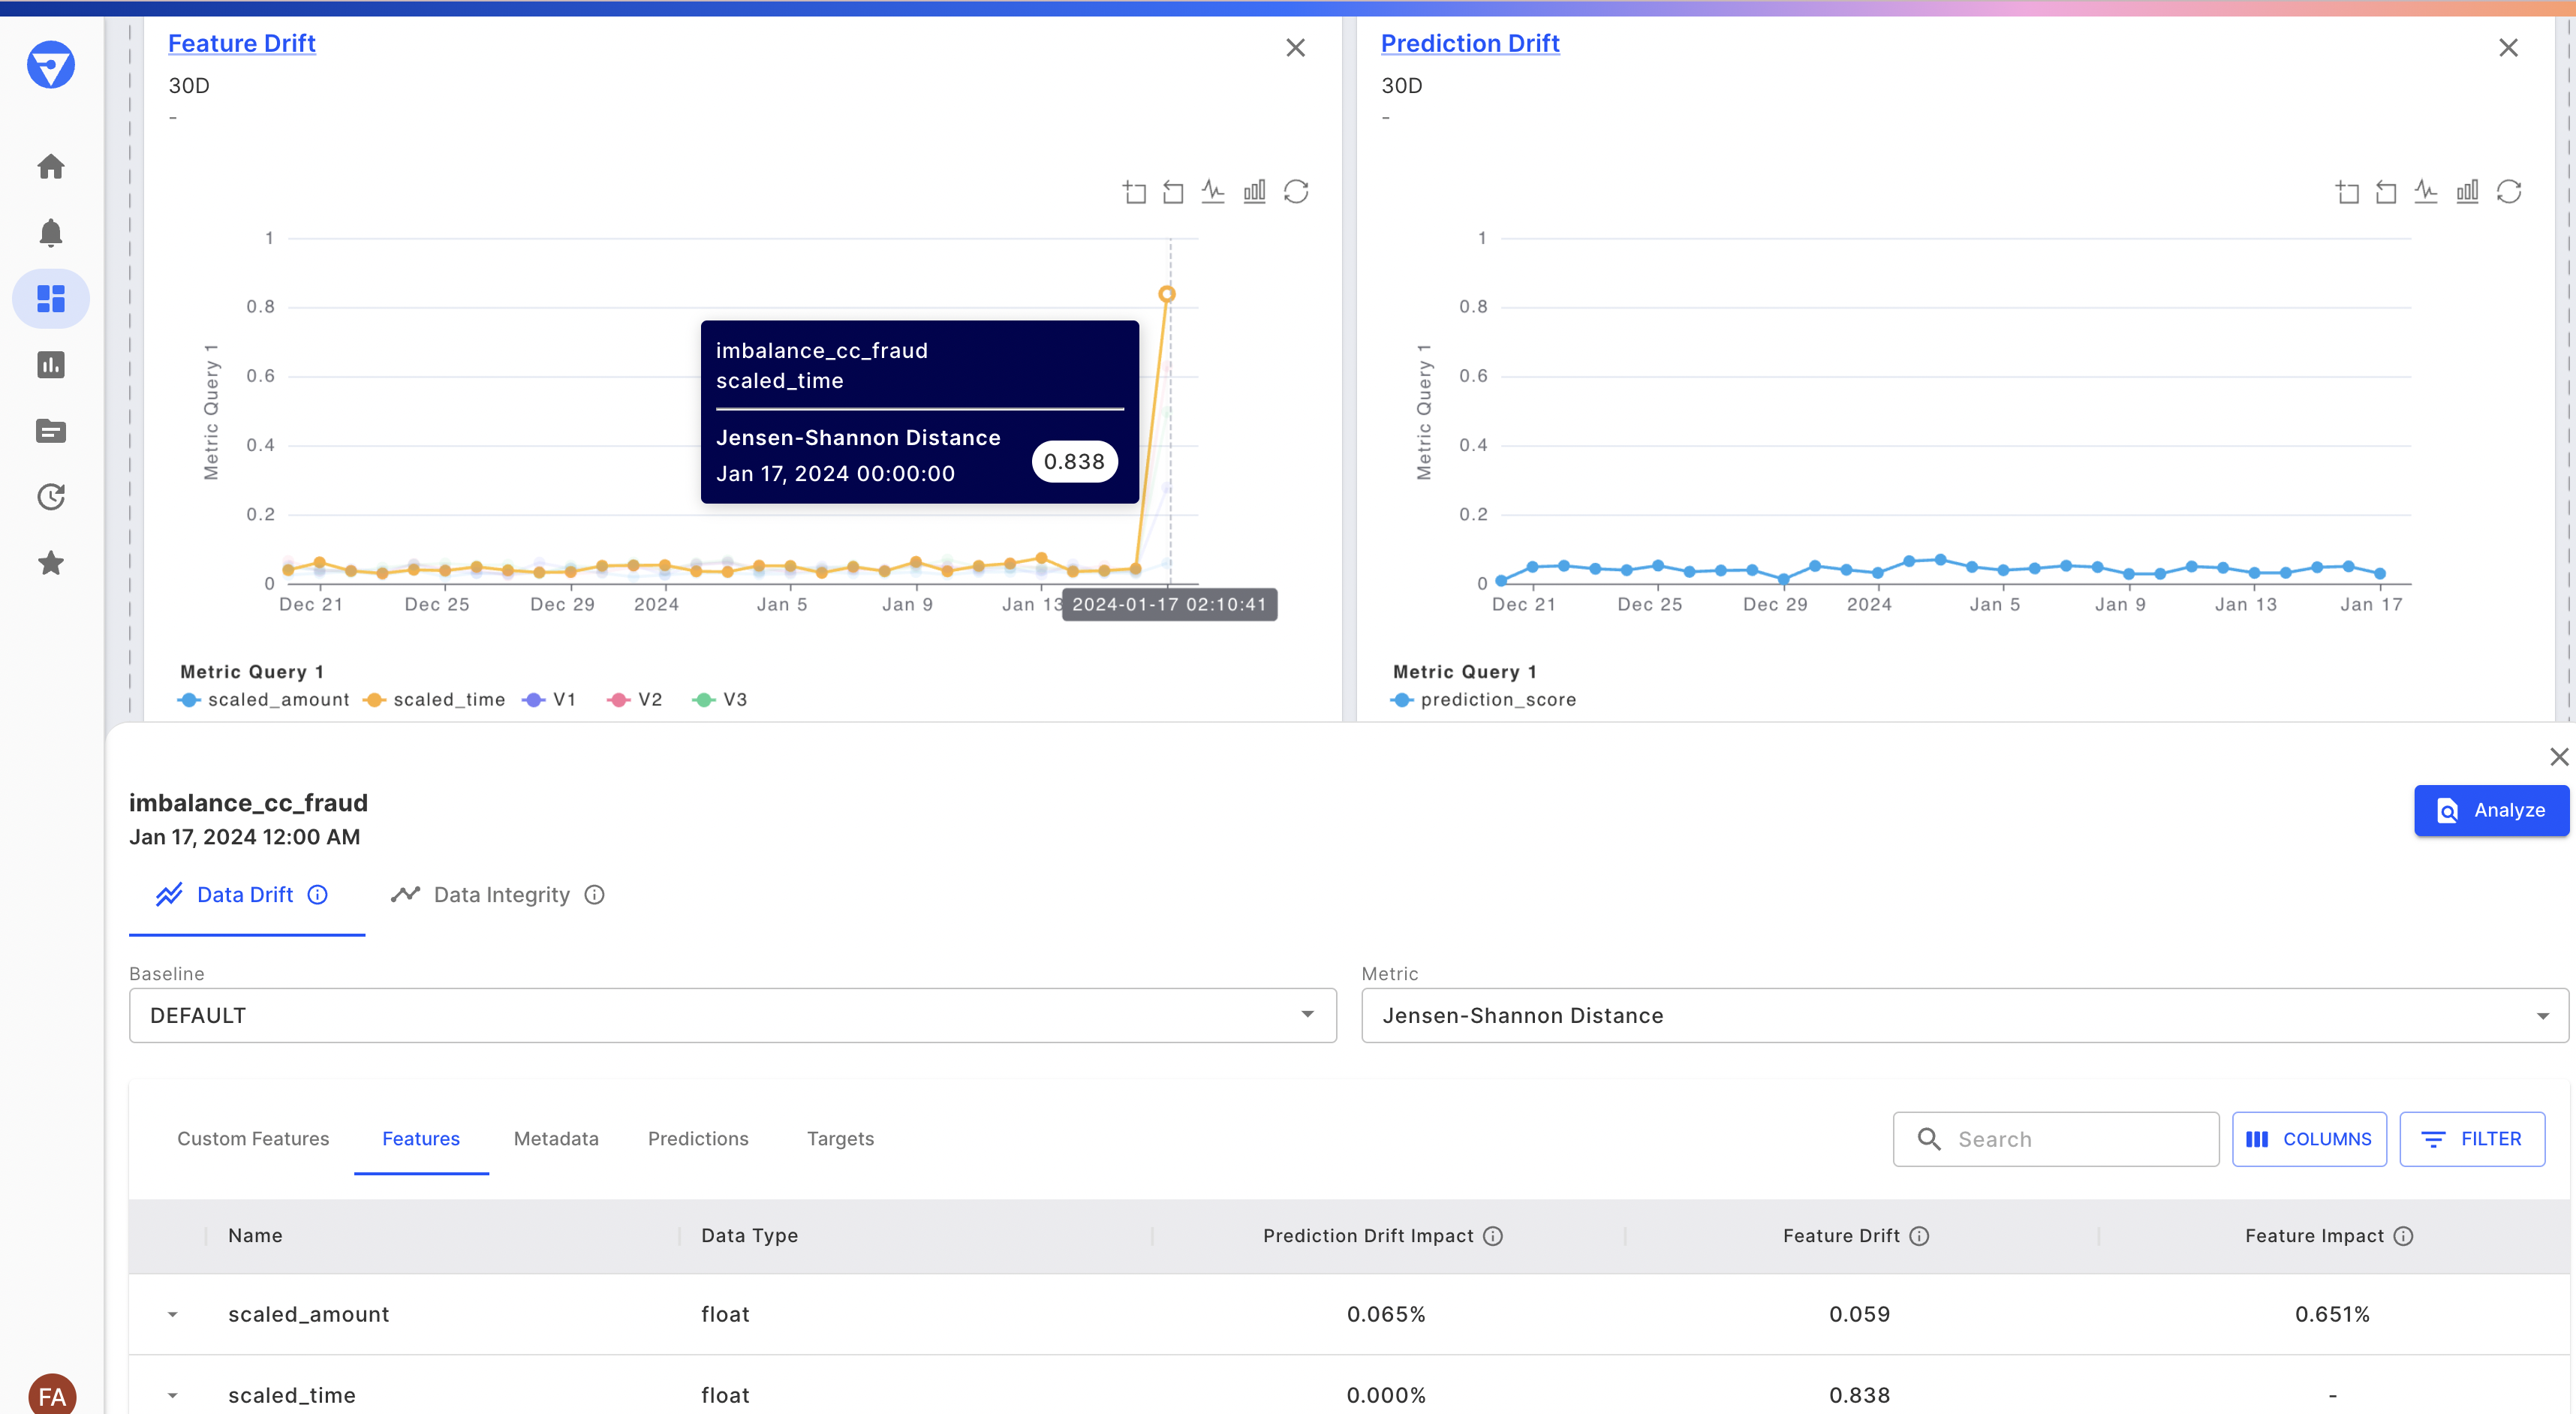 Feature Drift
30D
-
1
0.8
0.6
0.4
0.2
0
Metric Query 1
imbalance_cc_fraud
scaled_time
Jensen-Shannon Distance
Jan 17, 2024 00:00:00
0.838
Dec 21 Dec 25 Dec 29 2024 Jan 5 Jan 9 Jan 13 2024-01-17 02:10:41
Metric Query 1
scaled_amount scaled_time V1 V2 V3
Prediction Drift
30D
-
1
0.8
0.6
0.4
0.2
0
Metric Query 1
Dec 21 Dec 25 Dec 29 2024 Jan 5 Jan 9 Jan 13 Jan 17
Metric Query 1
prediction_score
imbalance_cc_fraud
Jan 17, 2024 12:00 AM
Analyze
Data Drift Data Integrity
Baseline
DEFAULT
Metric
Jensen-Shannon Distance
Custom Features Features Metadata Predictions Targets
Search COLUMNS FILTER
Name Data Type Prediction Drift Impact Feature Drift Feature Impact
scaled_amount float 0.065% 0.059 0.651%
scaled_time float 0.000% 0.838 -
FA